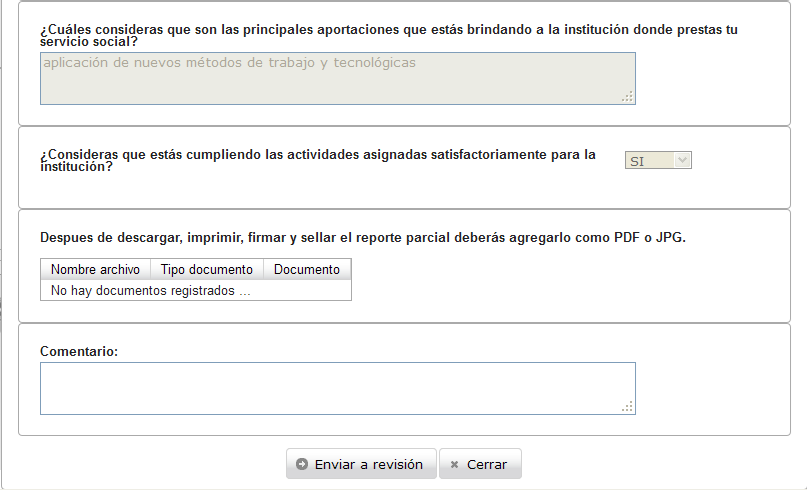 ¿Cuáles consideras que son las principales aportaciones que estás brindando a la institución donde prestas tu
servicio social?
aplicación de nuevos métodos de trabajo y tecnológicas
¿Consideras que estás cumpliendo las actividades asignadas satisfactoriamente para la
institución?
SI
Despues de descargar, imprimir, firmar y sellar el reporte parcial deberás agregarlo como PDF o JPG.
Nombre archivo Tipo documento Documento
No hay documentos registrados ...
Comentario:
Enviar a revisión Cerrar